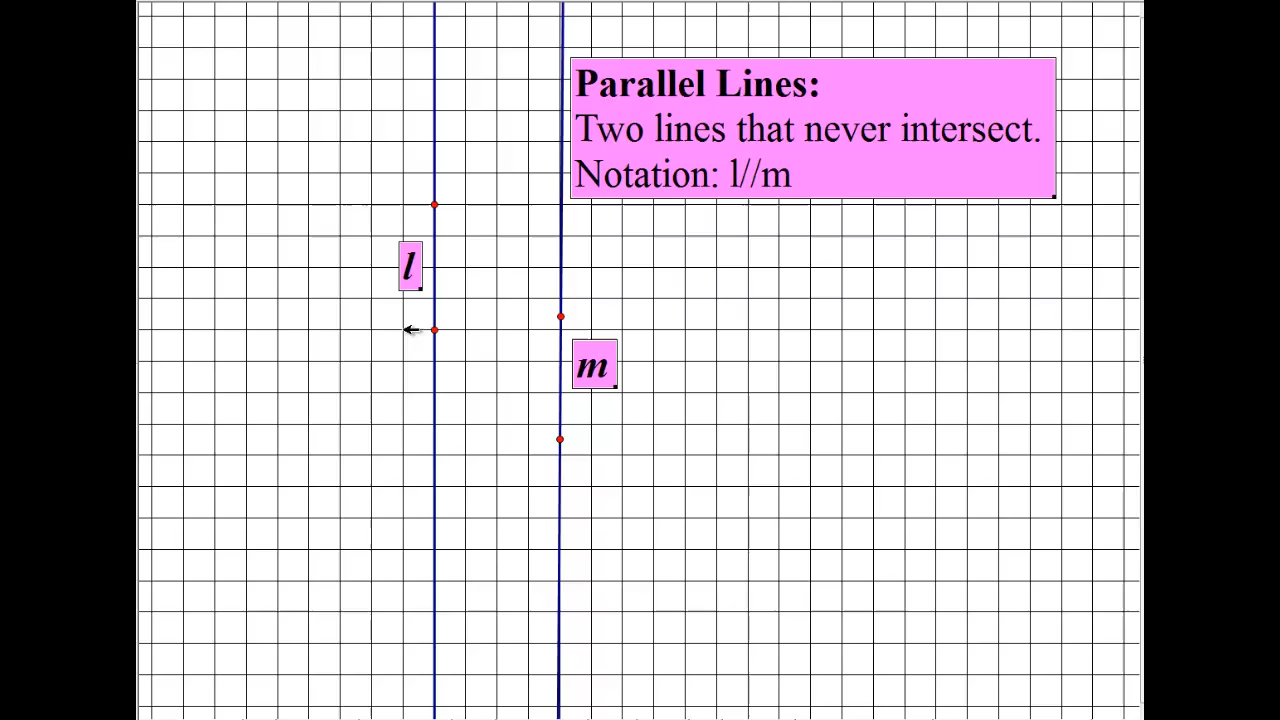 Parallel Lines:
Two lines that never intersect.
Notation: l//m
l
m